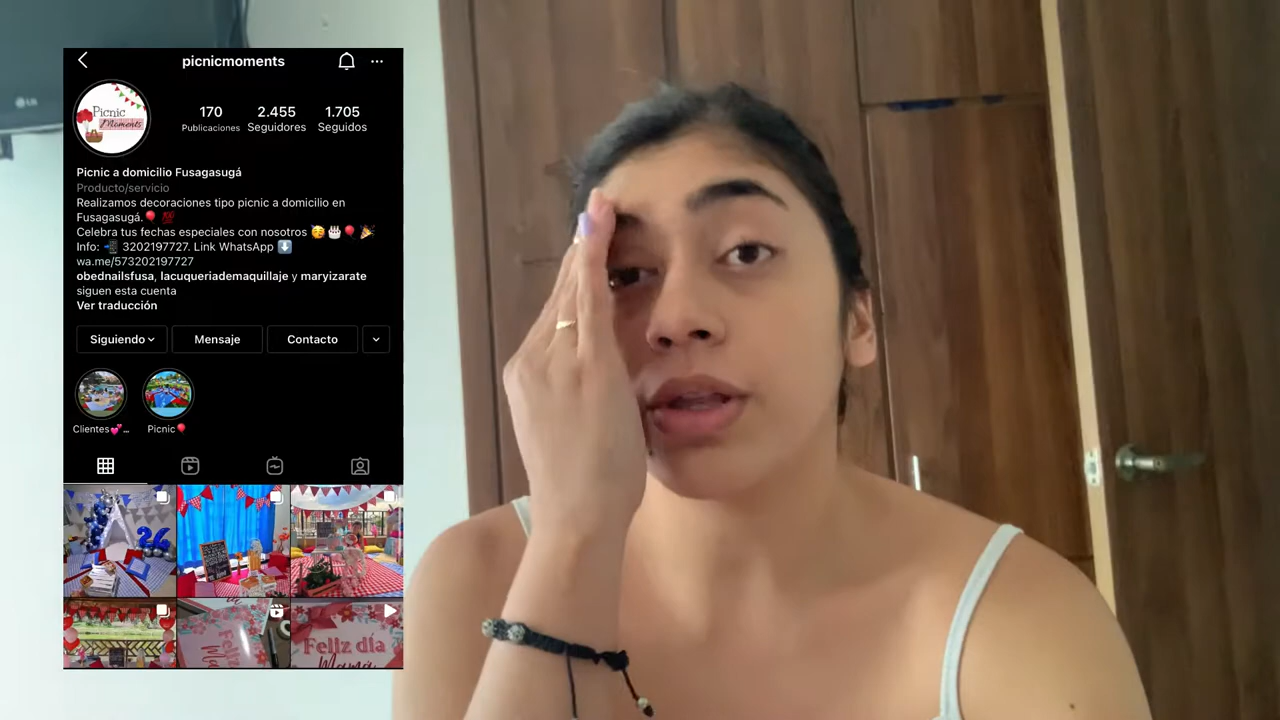 LG
picnicmoments
Picnic
Moments
170
2.455
1.705
Publicaciones
Seguidores
Seguidos
Picnic a domicilio Fusagasugá
Producto/servicio
Realizamos decoraciones tipo picnic a domicilio en
Fusagasugá.🎈 💯
Celebra tus fechas especiales con nosotros 🥳🎂🎈🎉
Info: 📲 3202197727. Link WhatsApp ⬇️
wa.me/573202197727
obednailsfusa, lacuqueriademaquillaje y maryizarate
siguen esta cuenta
Ver traducción
Siguiendo
Mensaje
Contacto
Clientes💕...
Picnic🎈
26
Feliz
Feliz día
Mamá